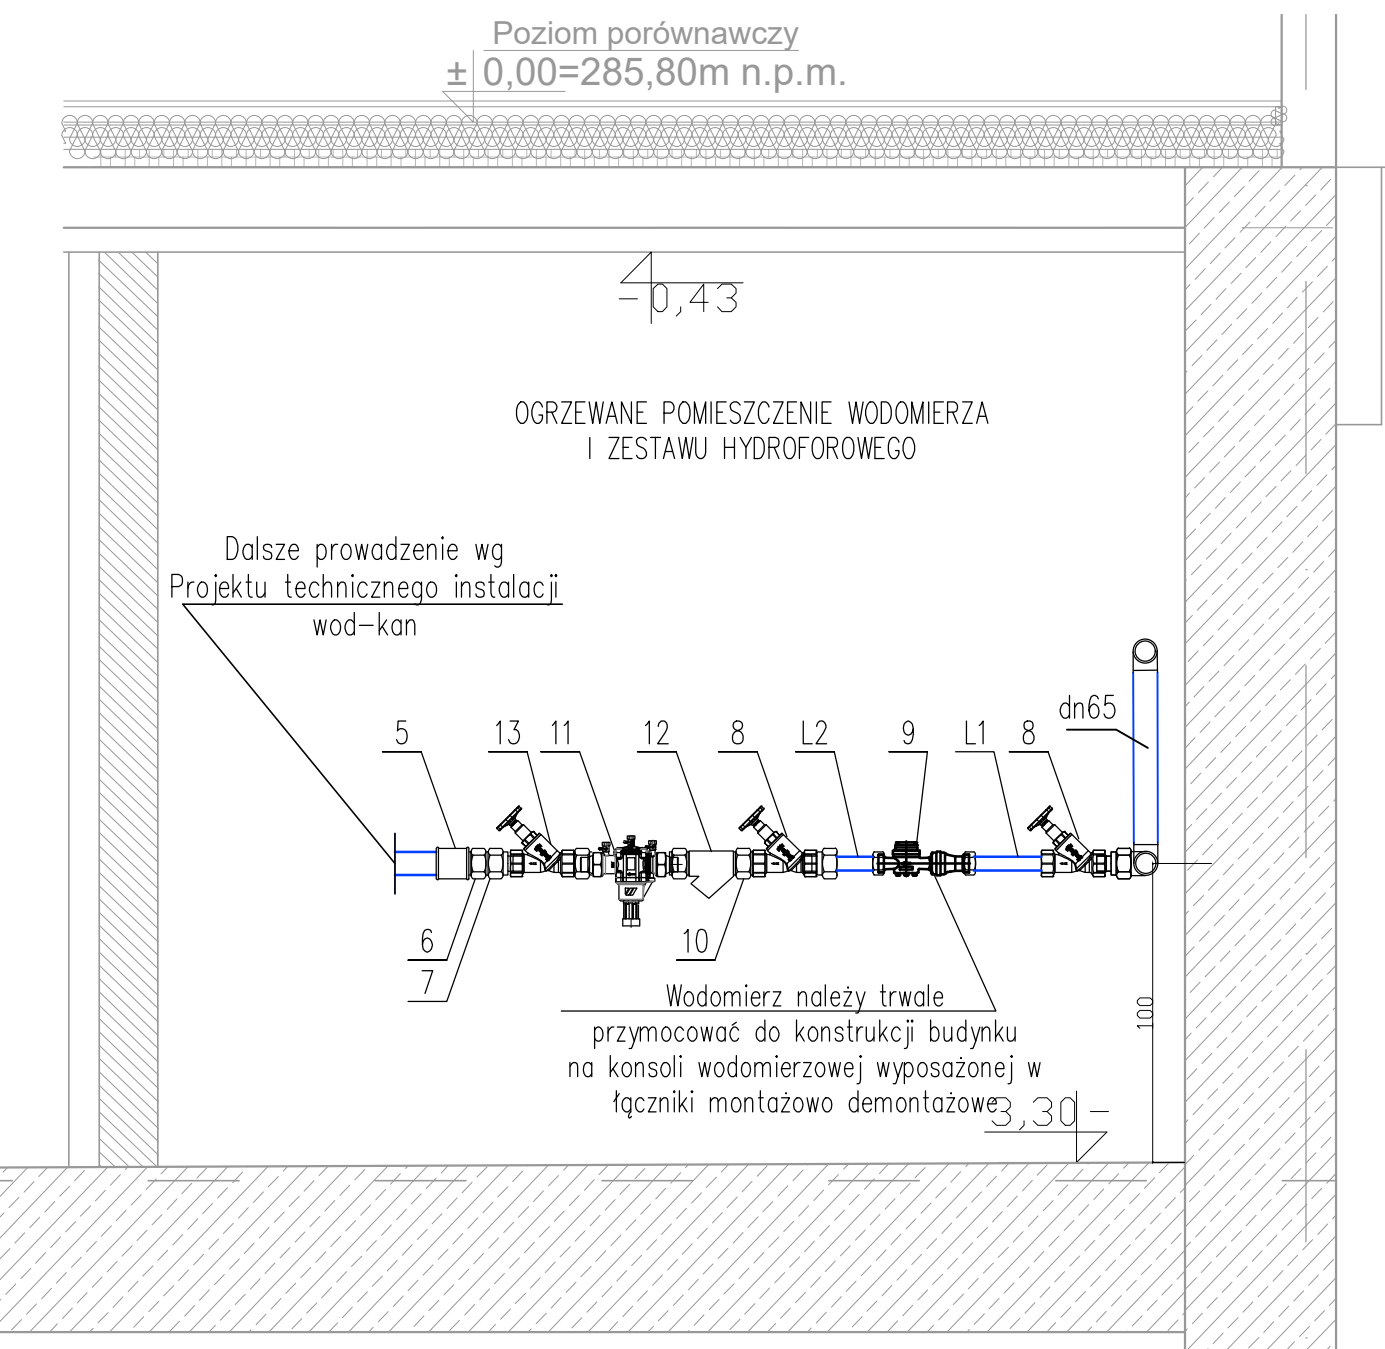 Poziom porównawczy
± 0,00=285,80m n.p.m.
-0,43
OGRZEWANE POMIESZCZENIE WODOMIERZA
I ZESTAWU HYDROFOROWEGO
Dalsze prowadzenie wg
Projektu technicznego instalacji
wod-kan
dn65
5 13 11 12 8 L2 9 L1 8
6
7
10
Wodomierz należy trwale
przymocować do konstrukcji budynku
na konsoli wodomierzowej wyposażonej w
łączniki montażowo demontażowe
3,30-
100